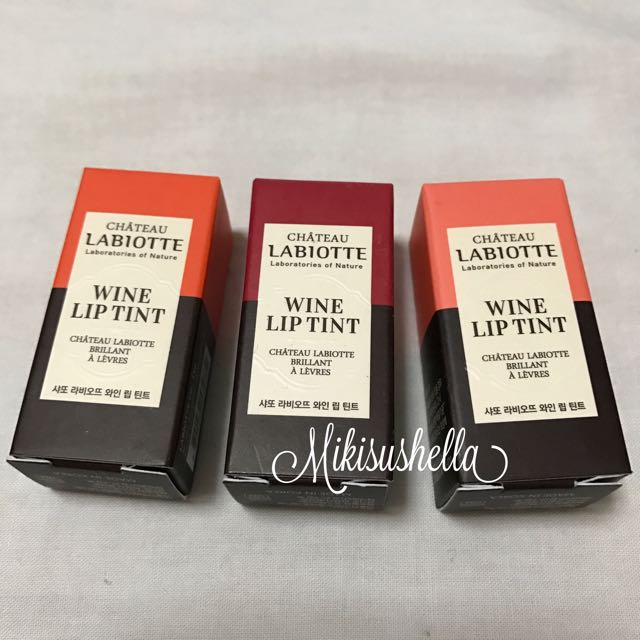 CHÂTEAU
LABIOTTE
Laboratories of Nature
WINE
LIP TINT
CHÂTEAU LABIOTTE
BRILLANT
À LÈVRES
샤또 라비오뜨 와인 립 틴트
CHÂTEAU
LABIOTTE
Laboratories of Nature
WINE
LIP TINT
CHÂTEAU LABIOTTE
BRILLANT
À LÈVRES
샤또 라비오뜨 와인 립 틴트
CHÂTEAU
LABIOTTE
Laboratories of Nature
WINE
LIP TINT
CHÂTEAU LABIOTTE
BRILLANT
À LÈVRES
샤또 라비오뜨 와인 립 틴트
Mikisushella